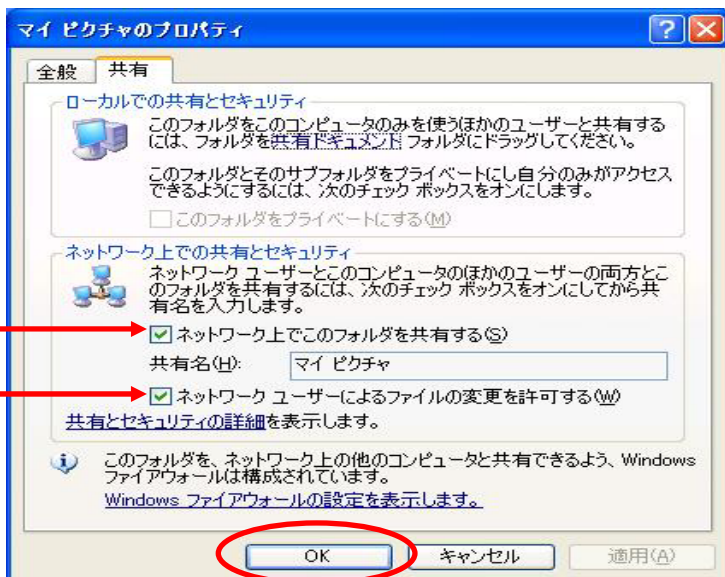 マイ ピクチャのプロパティ
全般
共有
ローカルでの共有とセキュリティ
このフォルダをこのコンピュータのみを使うほかのユーザーと共有する
には、フォルダを共有ドキュメント フォルダにドラッグしてください。
このフォルダとそのサブフォルダをプライベートにし自分のみがアクセス
できるようにするには、次のチェック ボックスをオンにします。
このフォルダをプライベートにする(M)
ネットワーク上での共有とセキュリティ
ネットワーク ユーザーとこのコンピュータのほかのユーザーの両方とこ
のフォルダを共有するには、次のチェック ボックスをオンにしてから共
有名を入力します。
ネットワーク上でこのフォルダを共有する(S)
共有名(H): マイ ピクチャ
ネットワーク ユーザーによるファイルの変更を許可する(W)
共有とセキュリティの詳細を表示します。
このフォルダを、ネットワーク上の他のコンピュータと共有できるよう、Windows
ファイアウォールは構成されています。
Windows ファイアウォールの設定を表示します。
OK キャンセル 適用(A)